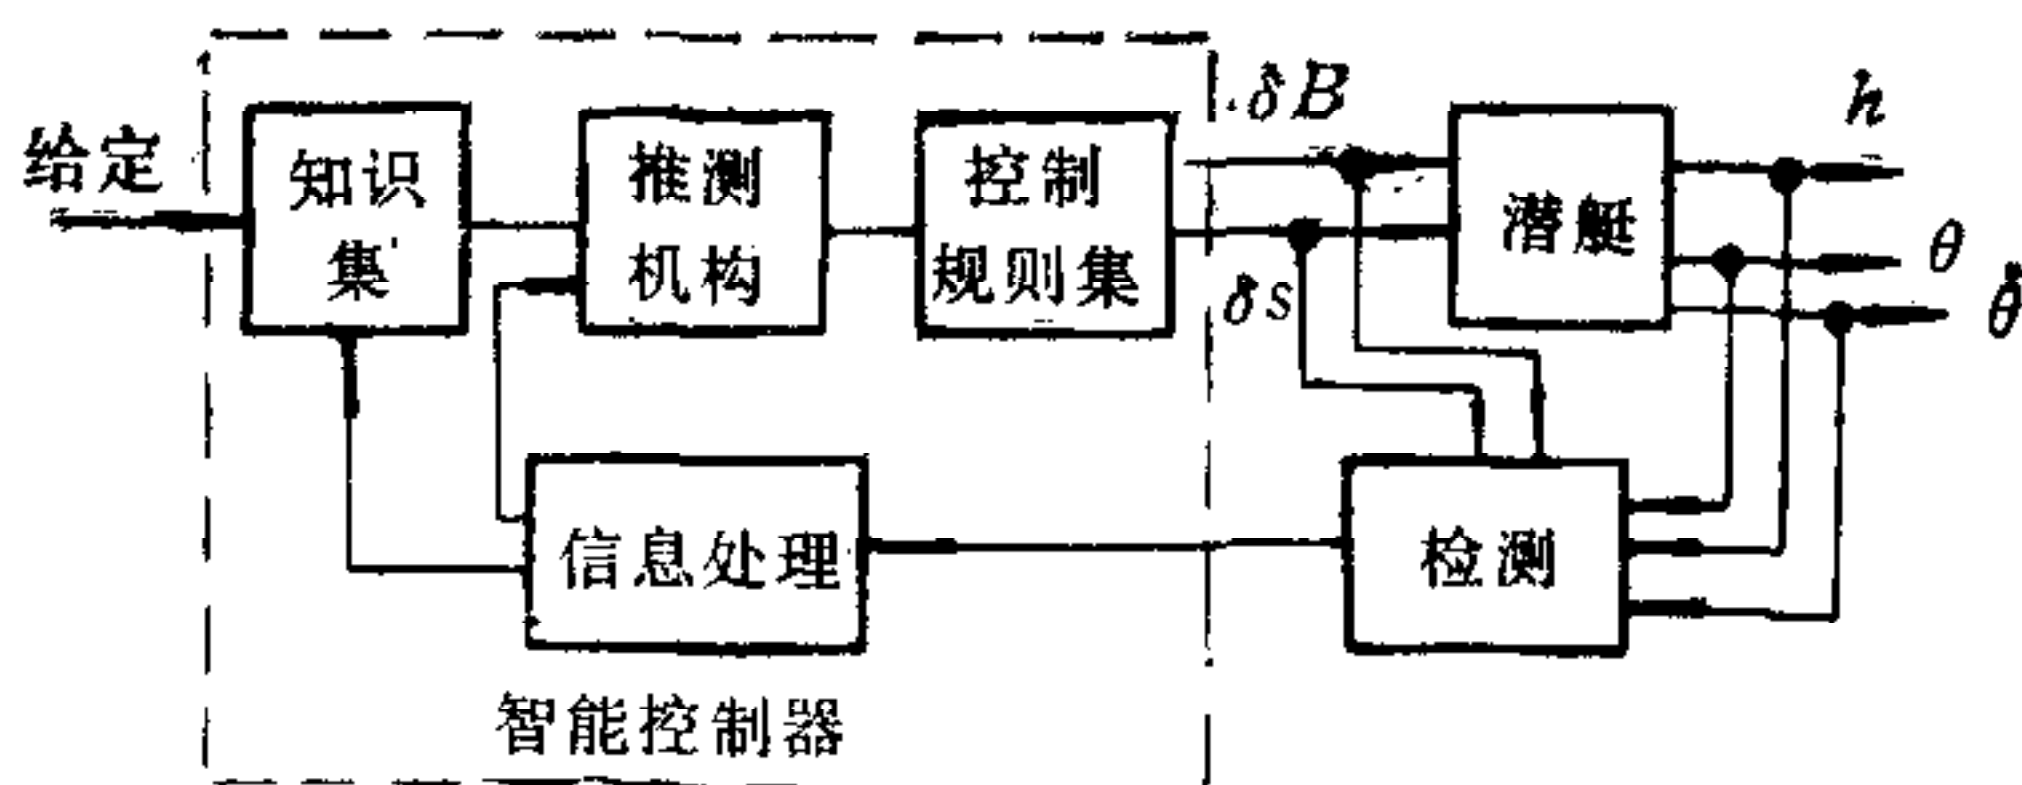 给定
知识
集
推测
机构
控制
规则集
δB
δs
潜艇
h
θ
θ̇
信息处理
检测
智能控制器